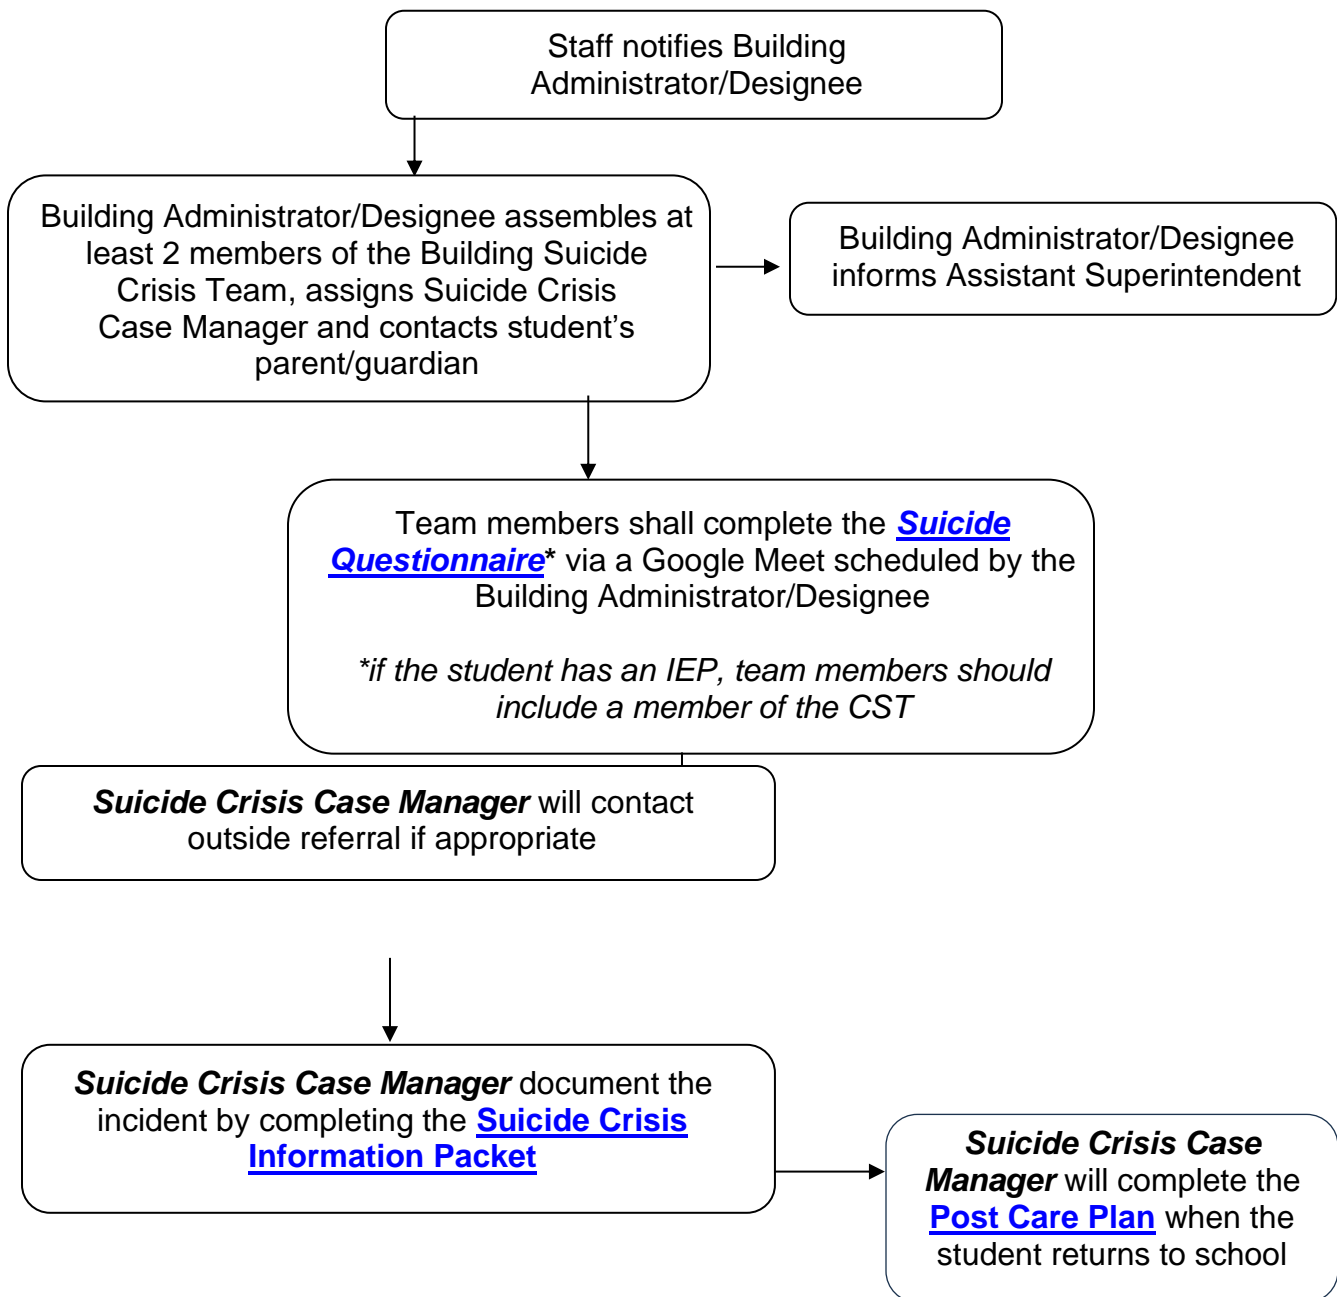 Staff notifies Building
Administrator/Designee
Building Administrator/Designee assembles at
least 2 members of the Building Suicide
Crisis Team, assigns Suicide Crisis
Case Manager and contacts student’s
parent/guardian
Building Administrator/Designee
informs Assistant Superintendent
Team members shall complete the Suicide
Questionnaire* via a Google Meet scheduled by the
Building Administrator/Designee
*if the student has an IEP, team members should
include a member of the CST
Suicide Crisis Case Manager will contact
outside referral if appropriate
Suicide Crisis Case Manager document the
incident by completing the Suicide Crisis
Information Packet
Suicide Crisis Case
Manager will complete the
Post Care Plan when the
student returns to school